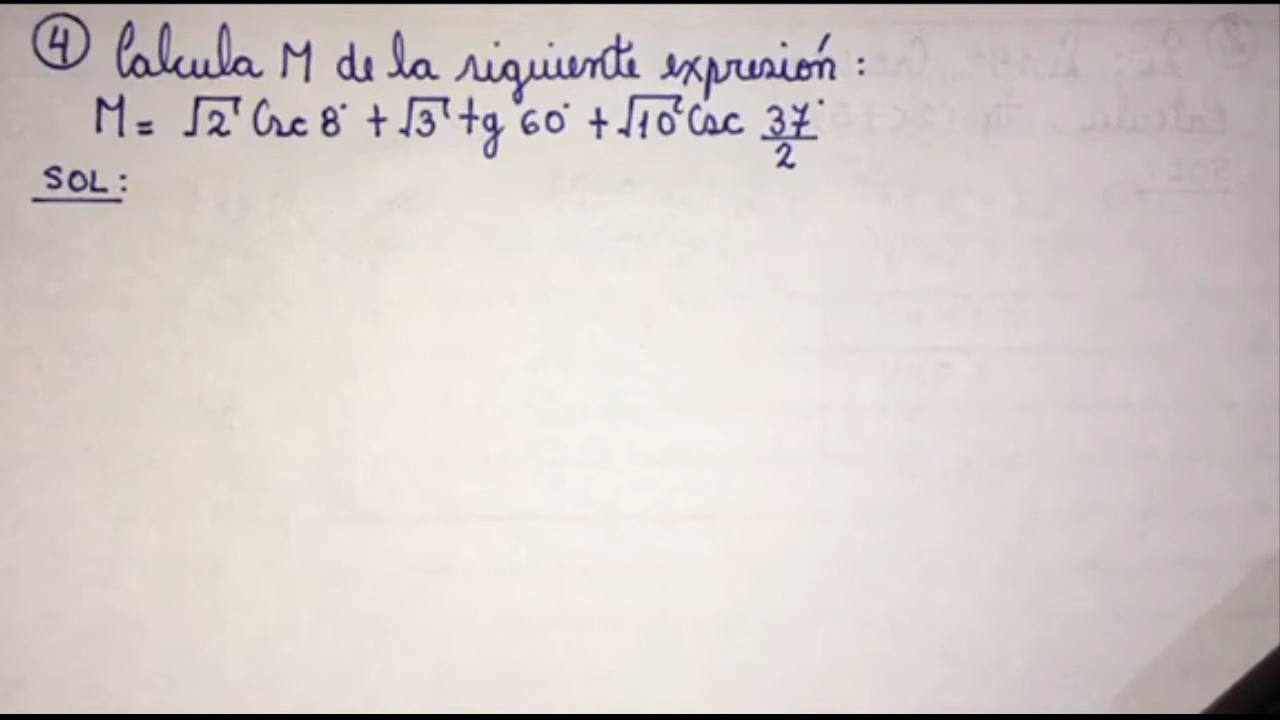 ④ Calcula M de la siguiente expresión:
M = √2 Csc 8° + √3 tg 60° + √10 Csc 37°/2
SOL: